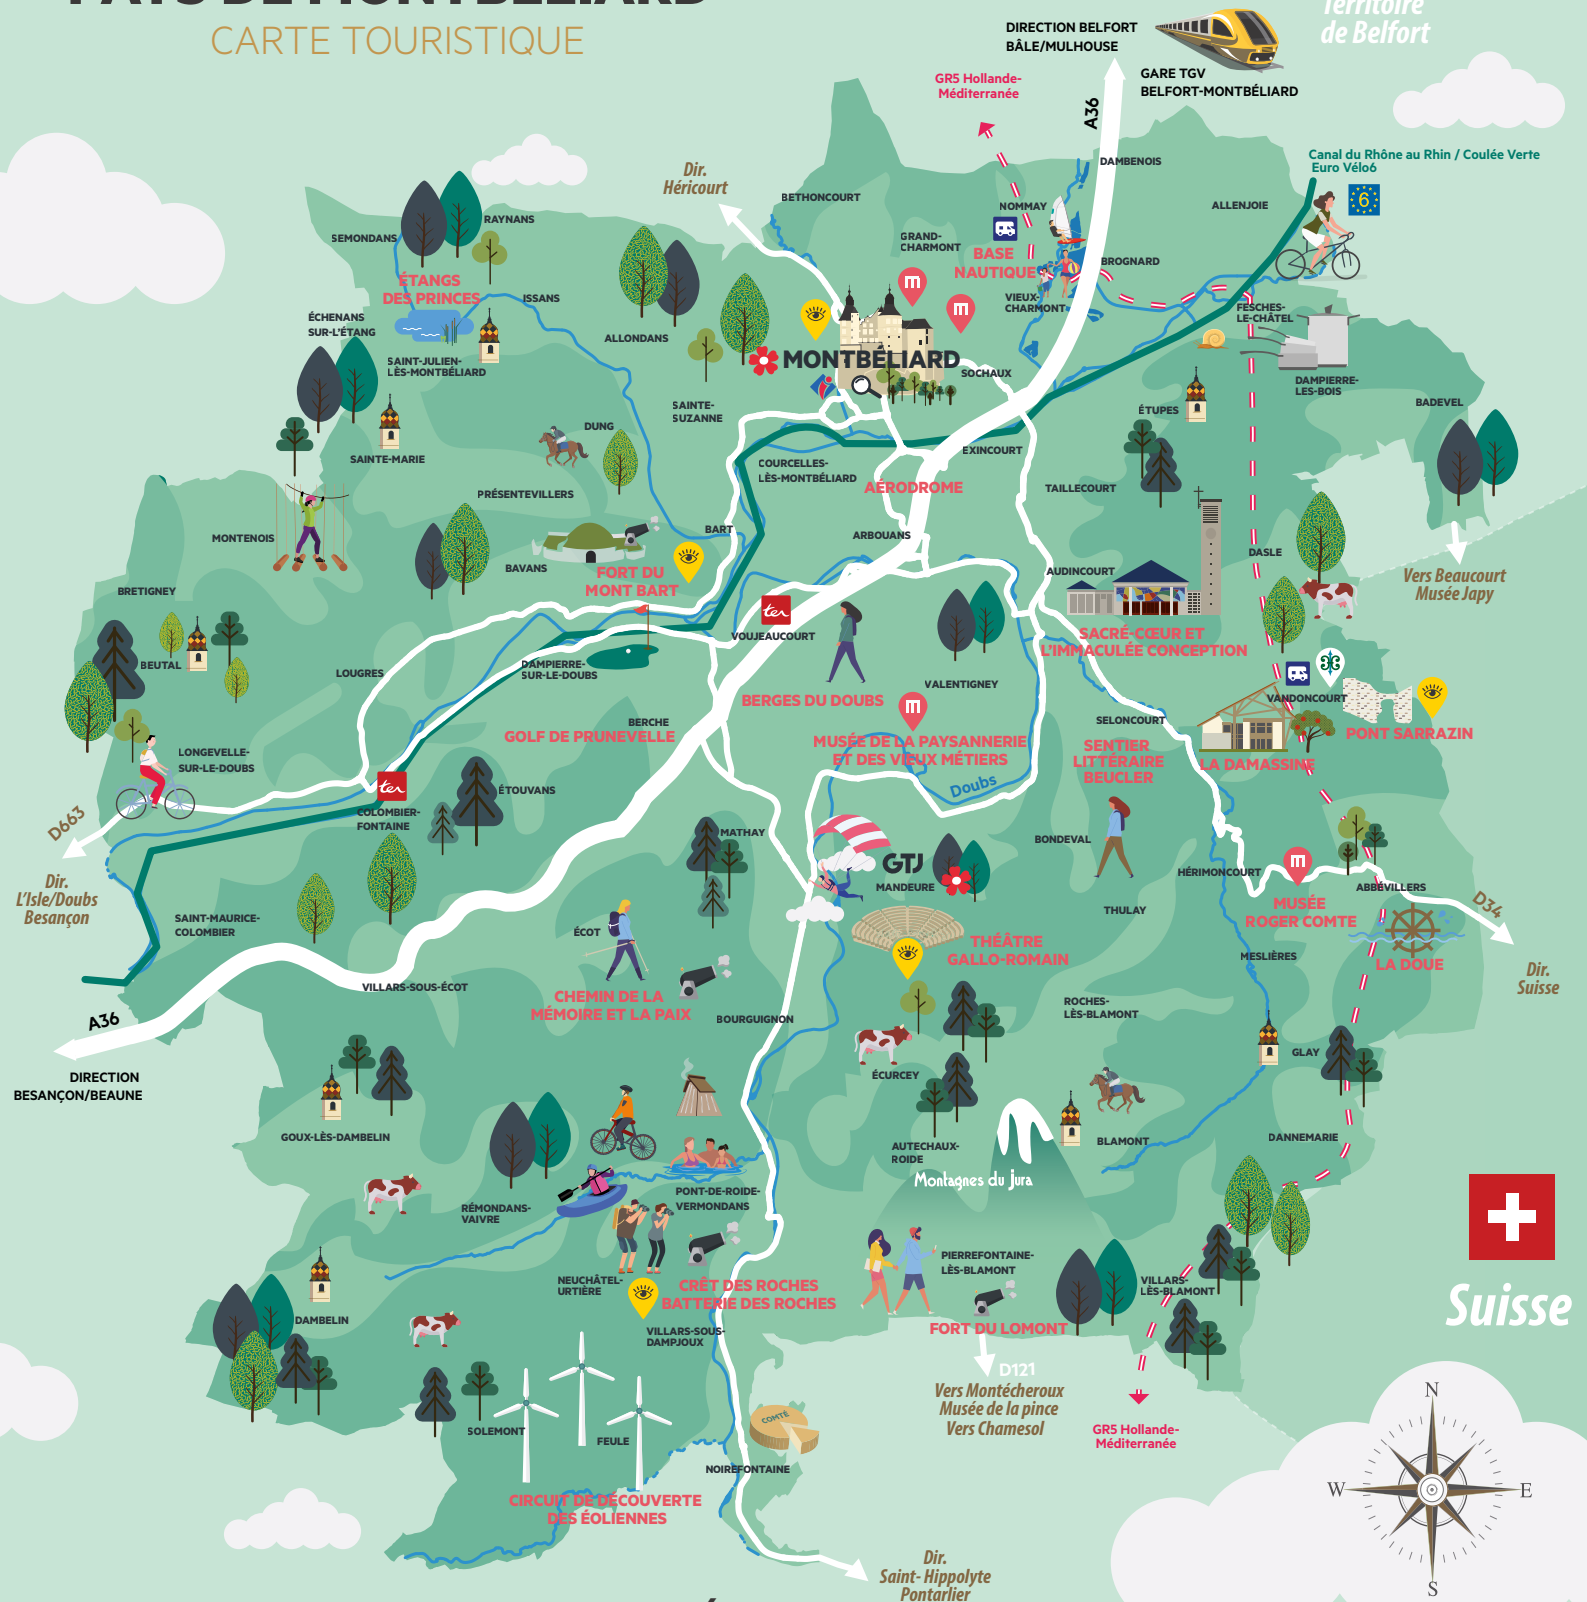 PAYS DE MONTBÉLIARD
CARTE TOURISTIQUE
Territoire
de Belfort
DIRECTION BELFORT
BÂLE/MULHOUSE
GARE TGV
BELFORT-MONTBÉLIARD
A36
GR5 Hollande-
Méditerranée
Canal du Rhône au Rhin / Coulée Verte
Euro Vélo6
6
Dir.
Héricourt
DAMBENOIS
BETHONCOURT
NOMMAY
ALLENJOIE
RAYNANS
SEMONDANS
GRAND-
CHARMONT
BASE
NAUTIQUE
BROGNARD
ÉTANGS
DES PRINCES
ISSANS
m
m
VIEUX-
CHARMONT
FESCHES-
LE-CHÂTEL
ÉCHENANS
SUR-L'ÉTANG
ALLONDANS
SAINT-JULIEN-
LÈS-MONTBÉLIARD
MONTBÉLIARD
SOCHAUX
DAMPIERRE-
LES-BOIS
BADEVEL
SAINTE-
SUZANNE
ÉTUPES
DUNG
SAINTE-MARIE
EXINCOURT
COURCELLES-
LÈS-MONTBÉLIARD
AÉRODROME
TAILLECOURT
PRÉSENTEVILLERS
MONTENOIS
BART
ARBOUANS
DASLE
BAVANS
FORT DU
MONT BART
AUDINCOURT
Vers Beaucourt
Musée Japy
BRETIGNEY
ter
VOUJEAUCOURT
SACRÉ-CŒUR ET
L'IMMACULÉE CONCEPTION
BEUTAL
LOUGRES
DAMPIERRE-
SUR-LE-DOUBS
VALENTIGNEY
VANDONCOURT
BERGES DU DOUBS
m
BERCHE
GOLF DE PRUNEVELLE
SELONCOURT
PONT SARRAZIN
MUSÉE DE LA PAYSANNERIE
ET DES VIEUX MÉTIERS
SENTIER
LITTÉRAIRE
BEUCLER
LA DAMASSINE
LONGEVELLE-
SUR-LE-DOUBS
Doubs
ter
ÉTOUVANS
COLOMBIER-
FONTAINE
D663
MATHAY
BONDEVAL
Dir.
L'Isle/Doubs
Besançon
GTJ
MANDEURE
HÉRIMONCOURT
m
ABBÉVILLERS
MUSÉE
ROGER COMTE
D34
SAINT-MAURICE-
COLOMBIER
THULAY
ÉCOT
THÉÂTRE
GALLO-ROMAIN
MESLIÈRES
LA DOUE
Dir.
Suisse
VILLARS-SOUS-ÉCOT
CHEMIN DE LA
MÉMOIRE ET LA PAIX
BOURGUIGNON
ROCHES-
LÈS-BLAMONT
A36
GLAY
DIRECTION
BESANÇON/BEAUNE
ÉCURCEY
GOUX-LÈS-DAMBELIN
AUTECHAUX-
ROIDE
BLAMONT
DANNEMARIE
Montagnes du jura
PONT-DE-ROIDE-
VERMONDANS
RÉMONDANS-
VAIVRE
PIERREFONTAINE-
LÈS-BLAMONT
NEUCHÂTEL-
URTIÈRE
CRÊT DES ROCHES
BATTERIE DES ROCHES
VILLARS-
LÈS-BLAMONT
Suisse
DAMBELIN
FORT DU LOMONT
VILLARS-SOUS-
DAMPJOUX
D121
Vers Montécheroux
Musée de la pince
Vers Chamesol
GR5 Hollande-
Méditerranée
COMTÉ
SOLEMONT
FEULE
NOIREFONTAINE
CIRCUIT DE DÉCOUVERTE
DES ÉOLIENNES
N
W
E
S
Dir.
Saint- Hippolyte
Pontarlier